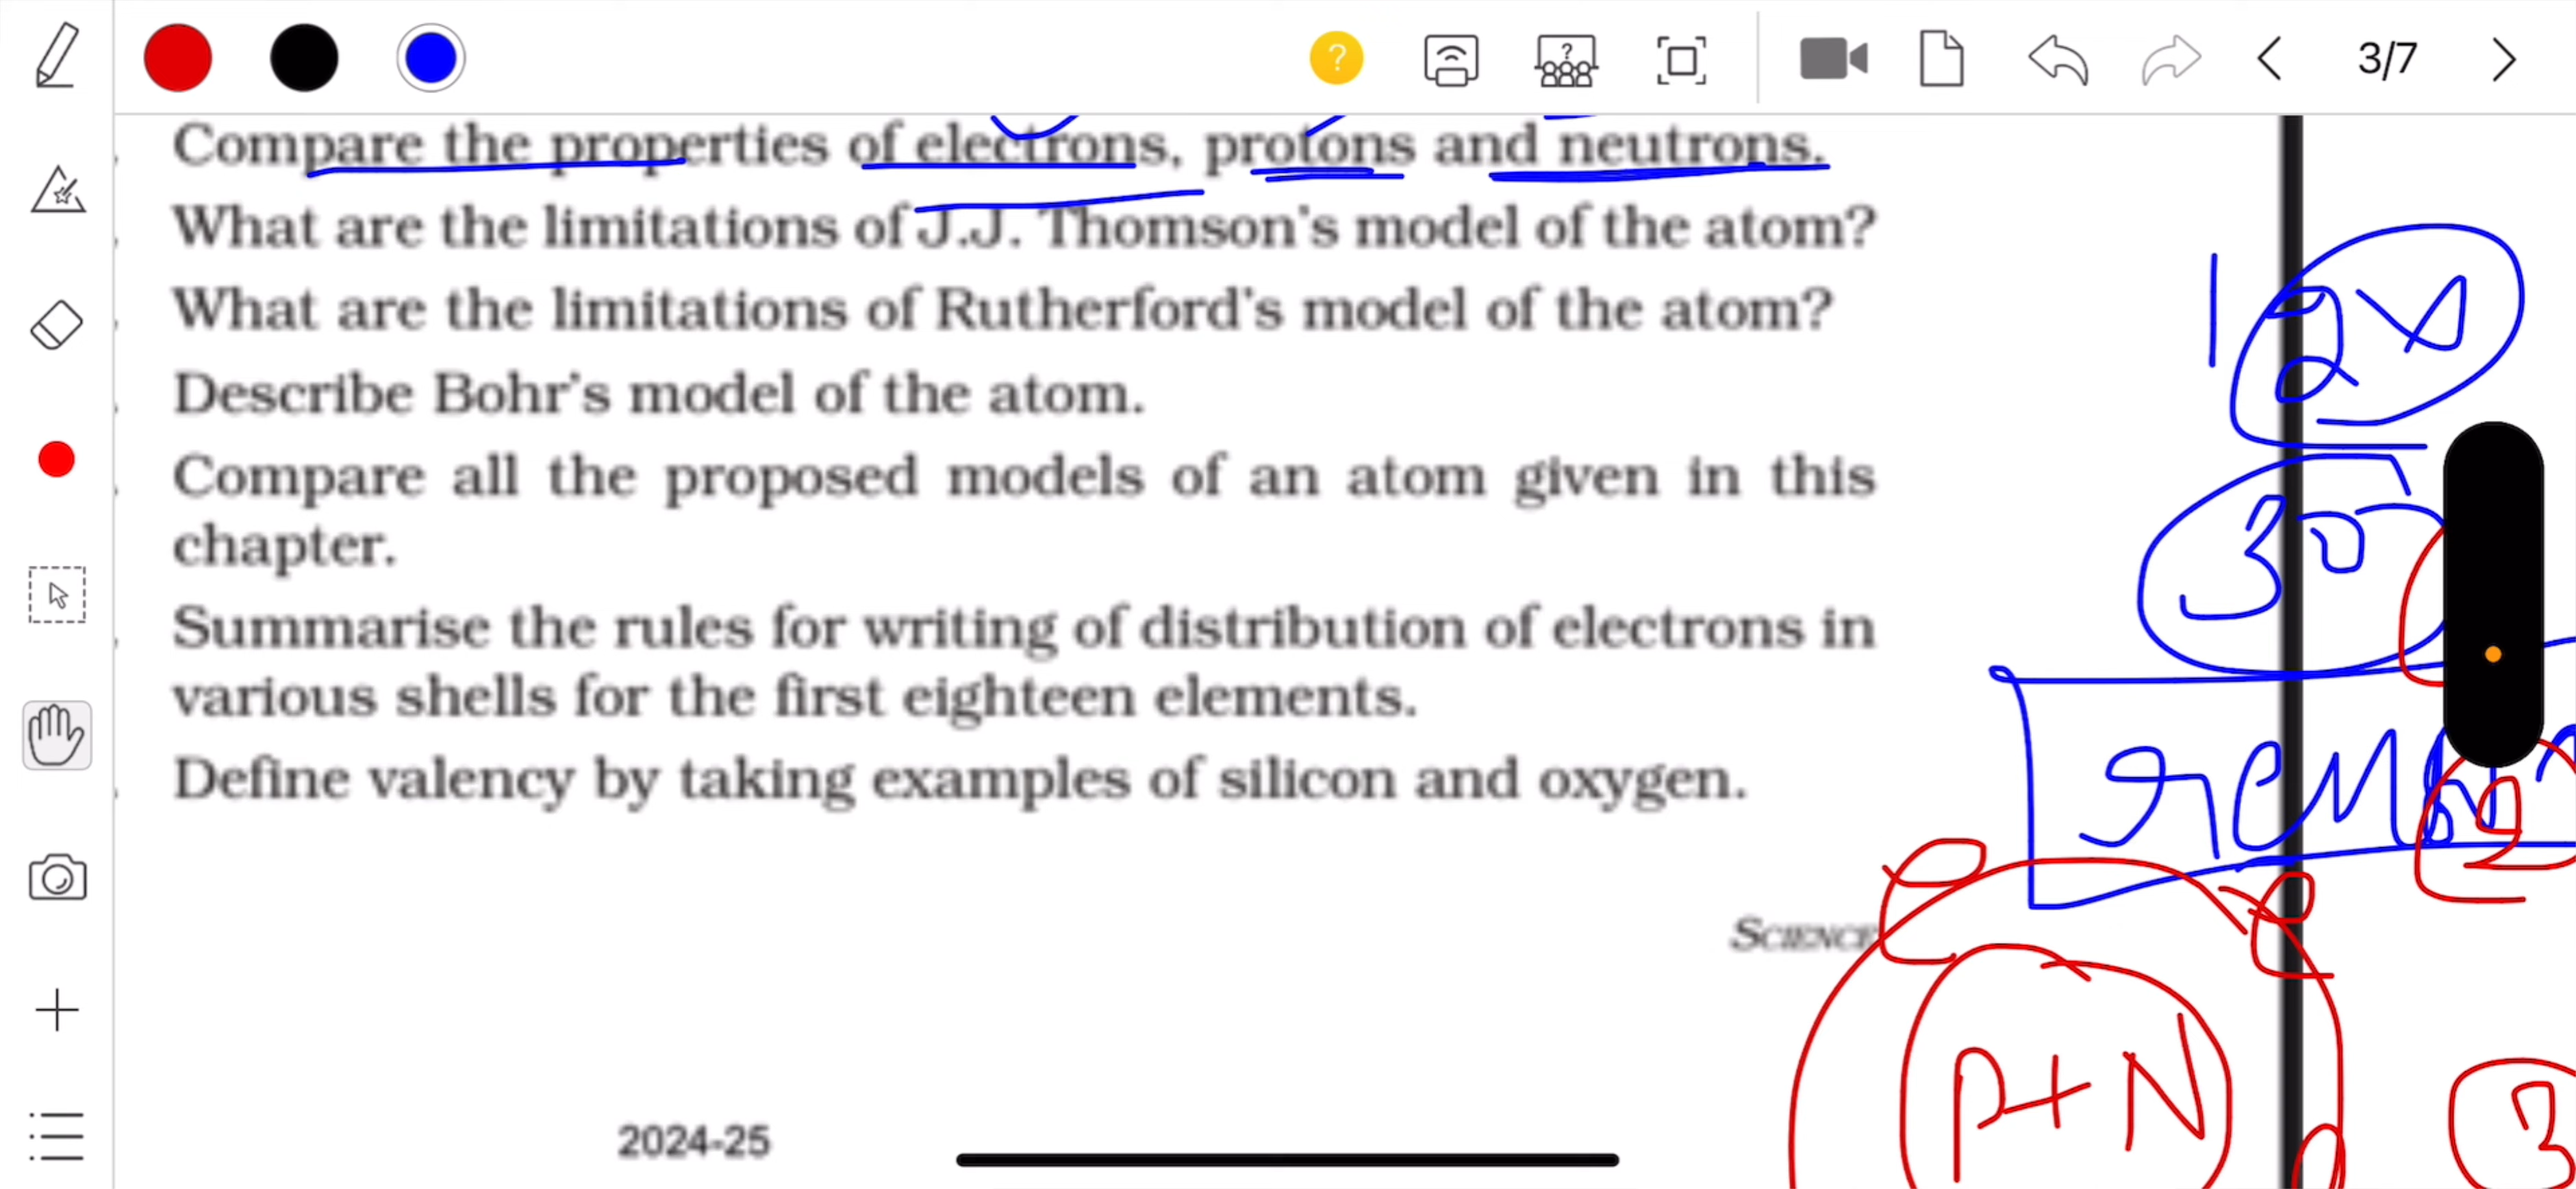 3/7
Compare the properties of electrons, protons and neutrons.
What are the limitations of J.J. Thomson's model of the atom?
What are the limitations of Rutherford's model of the atom?
Describe Bohr's model of the atom.
Compare all the proposed models of an atom given in this
chapter.
Summarise the rules for writing of distribution of electrons in
various shells for the first eighteen elements.
Define valency by taking examples of silicon and oxygen.
SCIENCE
P+N
2024-25